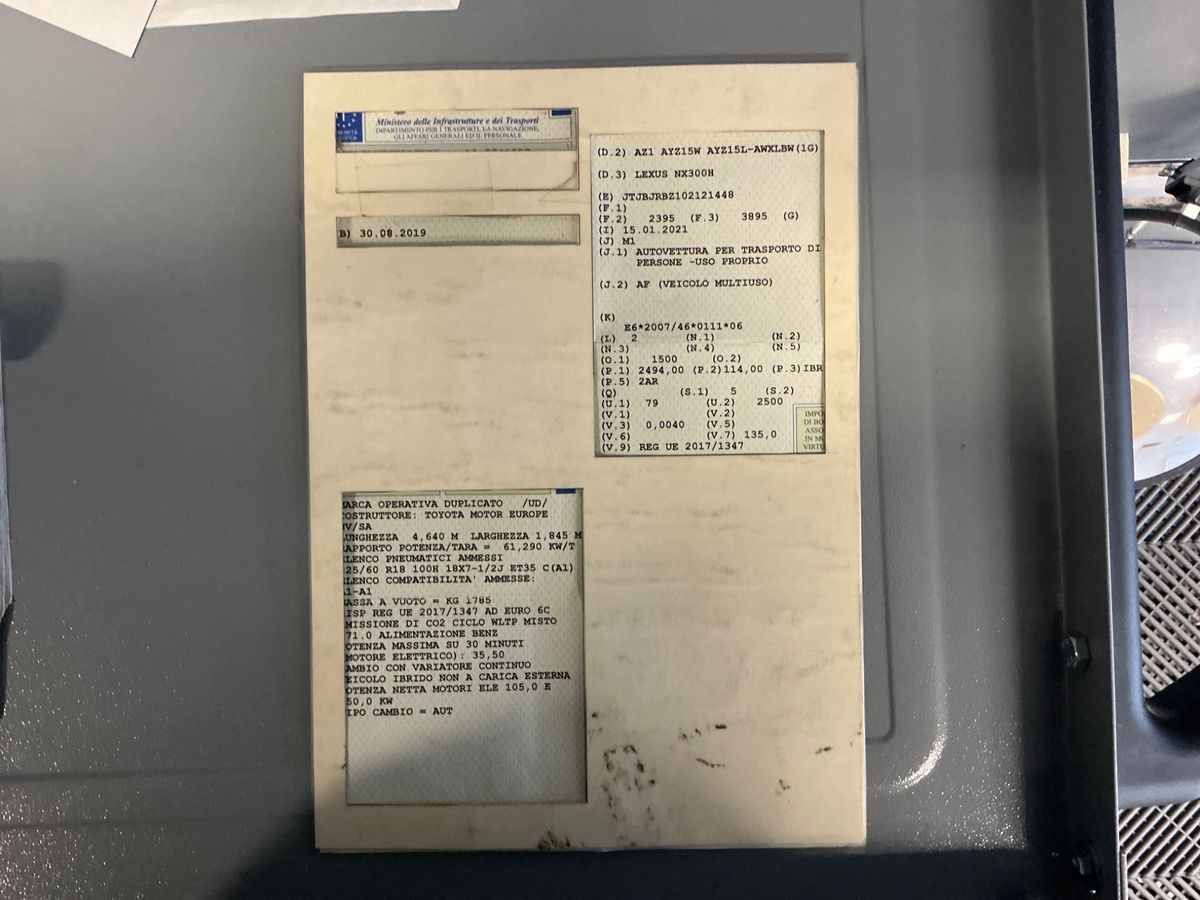 Ministero delle Infrastrutture e dei Trasporti
DIPARTIMENTO PER I TRASPORTI, LA NAVIGAZIONE,
GLI AFFARI GENERALI ED IL PERSONALE
B) 30.08.2019
(D.2) AZ1 AYZ15W AYZ15L-AWXLBW(1G)
(D.3) LEXUS NX300H
(E) JTJBJRBZ102121448
(F.1)
(F.2) 2395 (F.3) 3895 (G)
(I) 15.01.2021
(J) M1
(J.1) AUTOVETTURA PER TRASPORTO DI
PERSONE -USO PROPRIO
(J.2) AF (VEICOLO MULTIUSO)
(K)
E6*2007/46*0111*06
(L) 2 (N.1) (N.2)
(N.3) (N.4) (N.5)
(O.1) 1500 (O.2)
(P.1) 2494,00 (P.2)114,00 (P.3)IBR
(P.5) 2AR
(Q) (S.1) 5 (S.2)
(U.1) 79 (U.2) 2500
(V.1) (V.2)
(V.3) 0,0040 (V.5)
(V.6) (V.7) 135,0
(V.9) REG UE 2017/1347
IMPO
DI BO
ASSO
IN MO
VIRTU
ARCA OPERATIVA DUPLICATO /UD/
OSTRUTTORE: TOYOTA MOTOR EUROPE
V/SA
UNGHEZZA 4,640 M LARGHEZZA 1,845 M
APPORTO POTENZA/TARA = 61,290 KW/T
LENCO PNEUMATICI AMMESSI
25/60 R18 100H 18X7-1/2J ET35 C(A1)
LENCO COMPATIBILITA' AMMESSE:
1-A1
ASSA A VUOTO = KG 1785
ISP REG UE 2017/1347 AD EURO 6C
MISSIONE DI CO2 CICLO WLTP MISTO
71.0 ALIMENTAZIONE BENZ
OTENZA MASSIMA SU 30 MINUTI
MOTORE ELETTRICO): 35,50
AMBIO CON VARIATORE CONTINUO
EICOLO IBRIDO NON A CARICA ESTERNA
OTENZA NETTA MOTORI ELE 105,0 E
50,0 KW
IPO CAMBIO = AUT